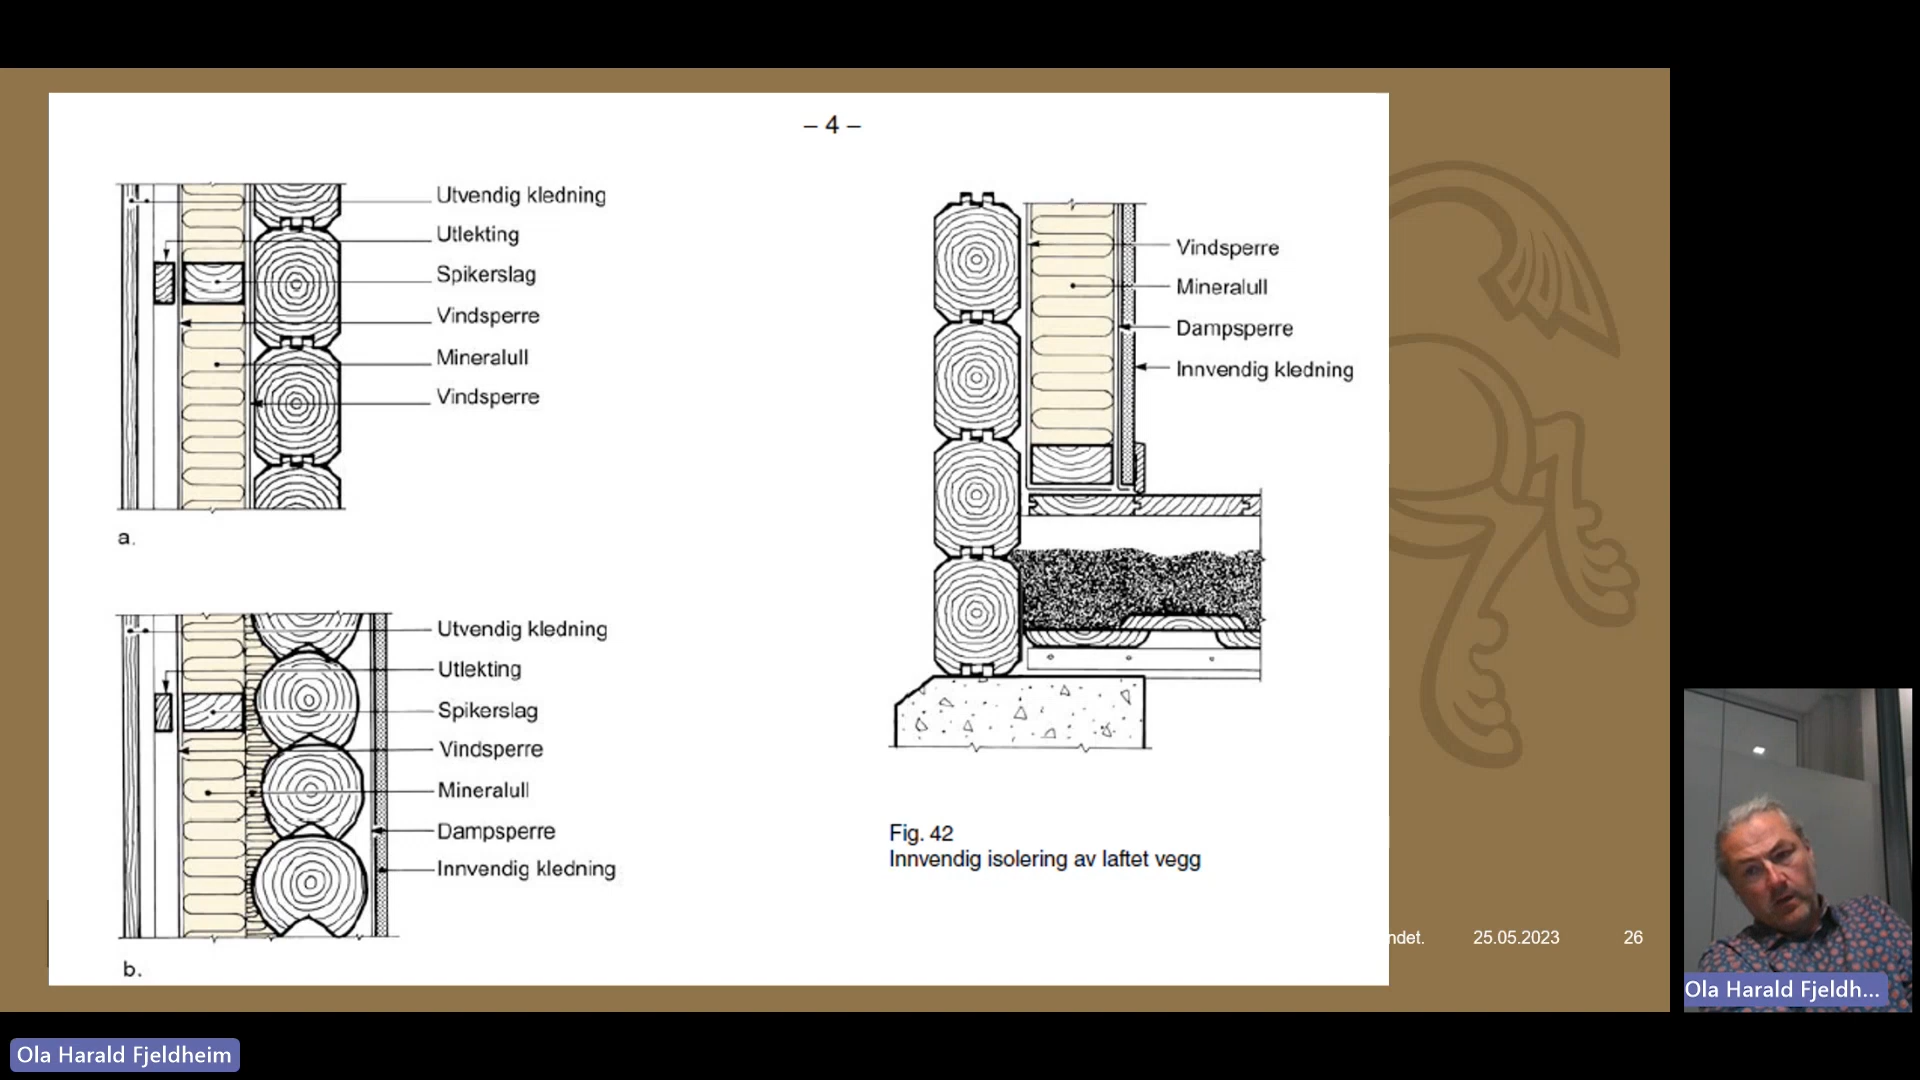 – 4 –
Utvendig kledning
Utlekting
Spikerslag
Vindsperre
Mineralull
Vindsperre
a.
Utvendig kledning
Utlekting
Spikerslag
Vindsperre
Mineralull
Dampsperre
Innvendig kledning
b.
Vindsperre
Mineralull
Dampsperre
Innvendig kledning
Fig. 42
Innvendig isolering av laftet vegg
ndet. 25.05.2023 26
Ola Harald Fjeldh...
Ola Harald Fjeldheim